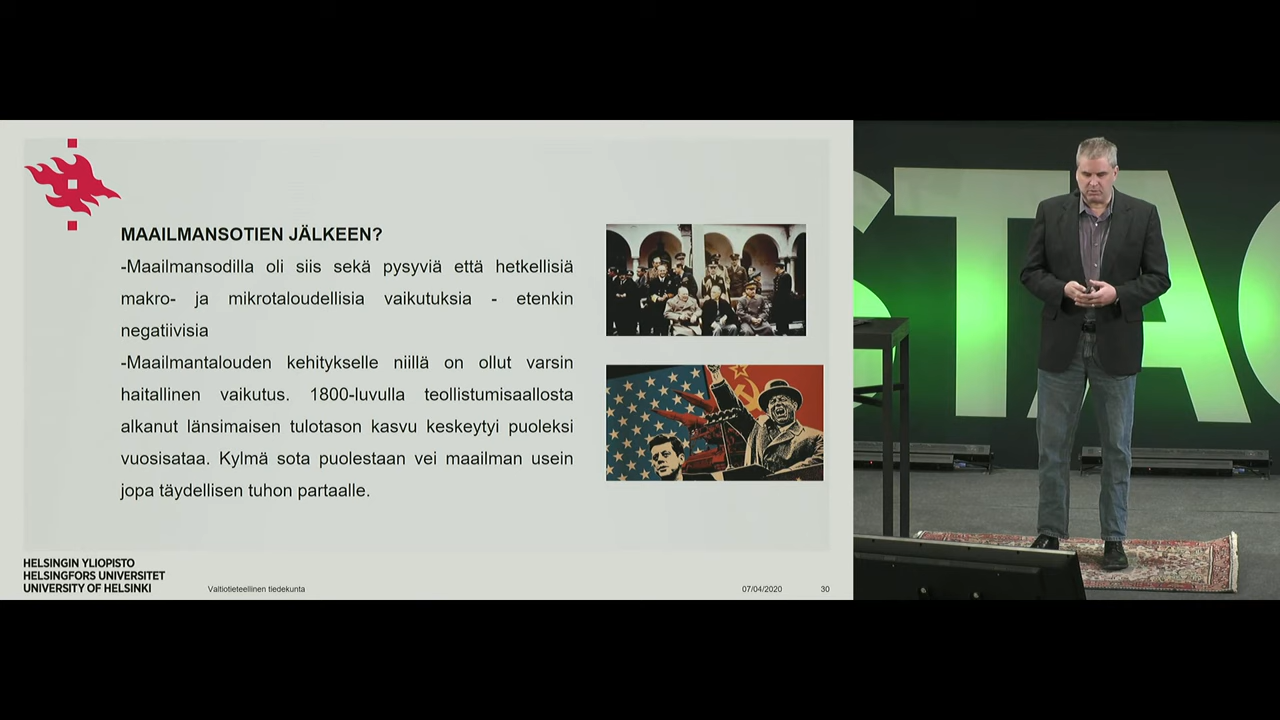 MAAILMANSOTIEN JÄLKEEN?
-Maailmansodilla oli siis sekä pysyviä että hetkellisiä
makro- ja mikrotaloudellisia vaikutuksia - etenkin
negatiivisia
-Maailmantalouden kehitykselle niillä on ollut varsin
haitallinen vaikutus. 1800-luvulla teollistumisaallosta
alkanut länsimaisen tulotason kasvu keskeytyi puoleksi
vuosisataa. Kylmä sota puolestaan vei maailman usein
jopa täydellisen tuhon partaalle.
HELSINGIN YLIOPISTO
HELSINGFORS UNIVERSITET
UNIVERSITY OF HELSINKI
Valtiotieteellinen tiedekunta
07/04/2020
30
STAG